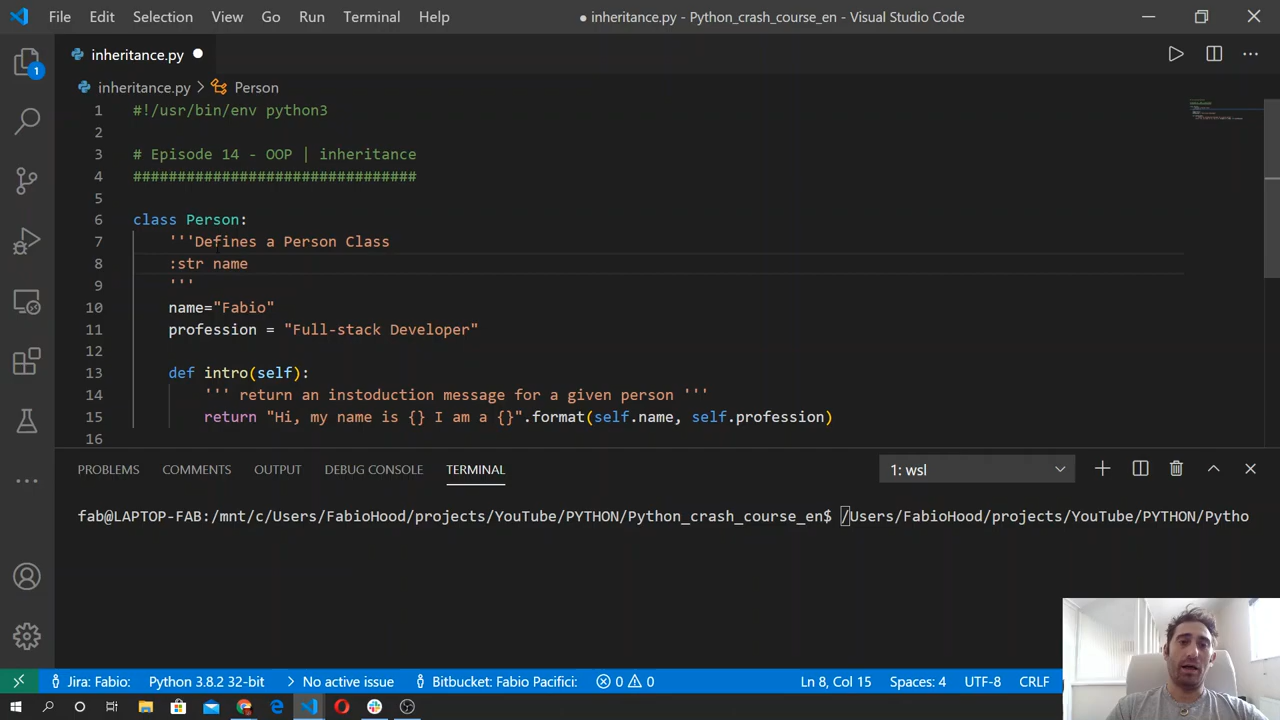 File Edit Selection View Go Run Terminal Help ● inheritance.py - Python_crash_course_en - Visual Studio Code
inheritance.py
1
inheritance.py > Person
1 #!/usr/bin/env python3
2
3 # Episode 14 - OOP | inheritance
4 ################################
5
6 class Person:
7 '''Defines a Person Class
8 :str name
9 '''
10 name="Fabio"
11 profession = "Full-stack Developer"
12
13 def intro(self):
14 ''' return an instoduction message for a given person '''
15 return "Hi, my name is {} I am a {}".format(self.name, self.profession)
16
PROBLEMS COMMENTS OUTPUT DEBUG CONSOLE TERMINAL 1: wsl
fab@LAPTOP-FAB:/mnt/c/Users/FabioHood/projects/YouTube/PYTHON/Python_crash_course_en$ /Users/FabioHood/projects/YouTube/PYTHON/Pytho
Jira: Fabio: Python 3.8.2 32-bit No active issue Bitbucket: Fabio Pacifici: 0 0 Ln 8, Col 15 Spaces: 4 UTF-8 CRLF